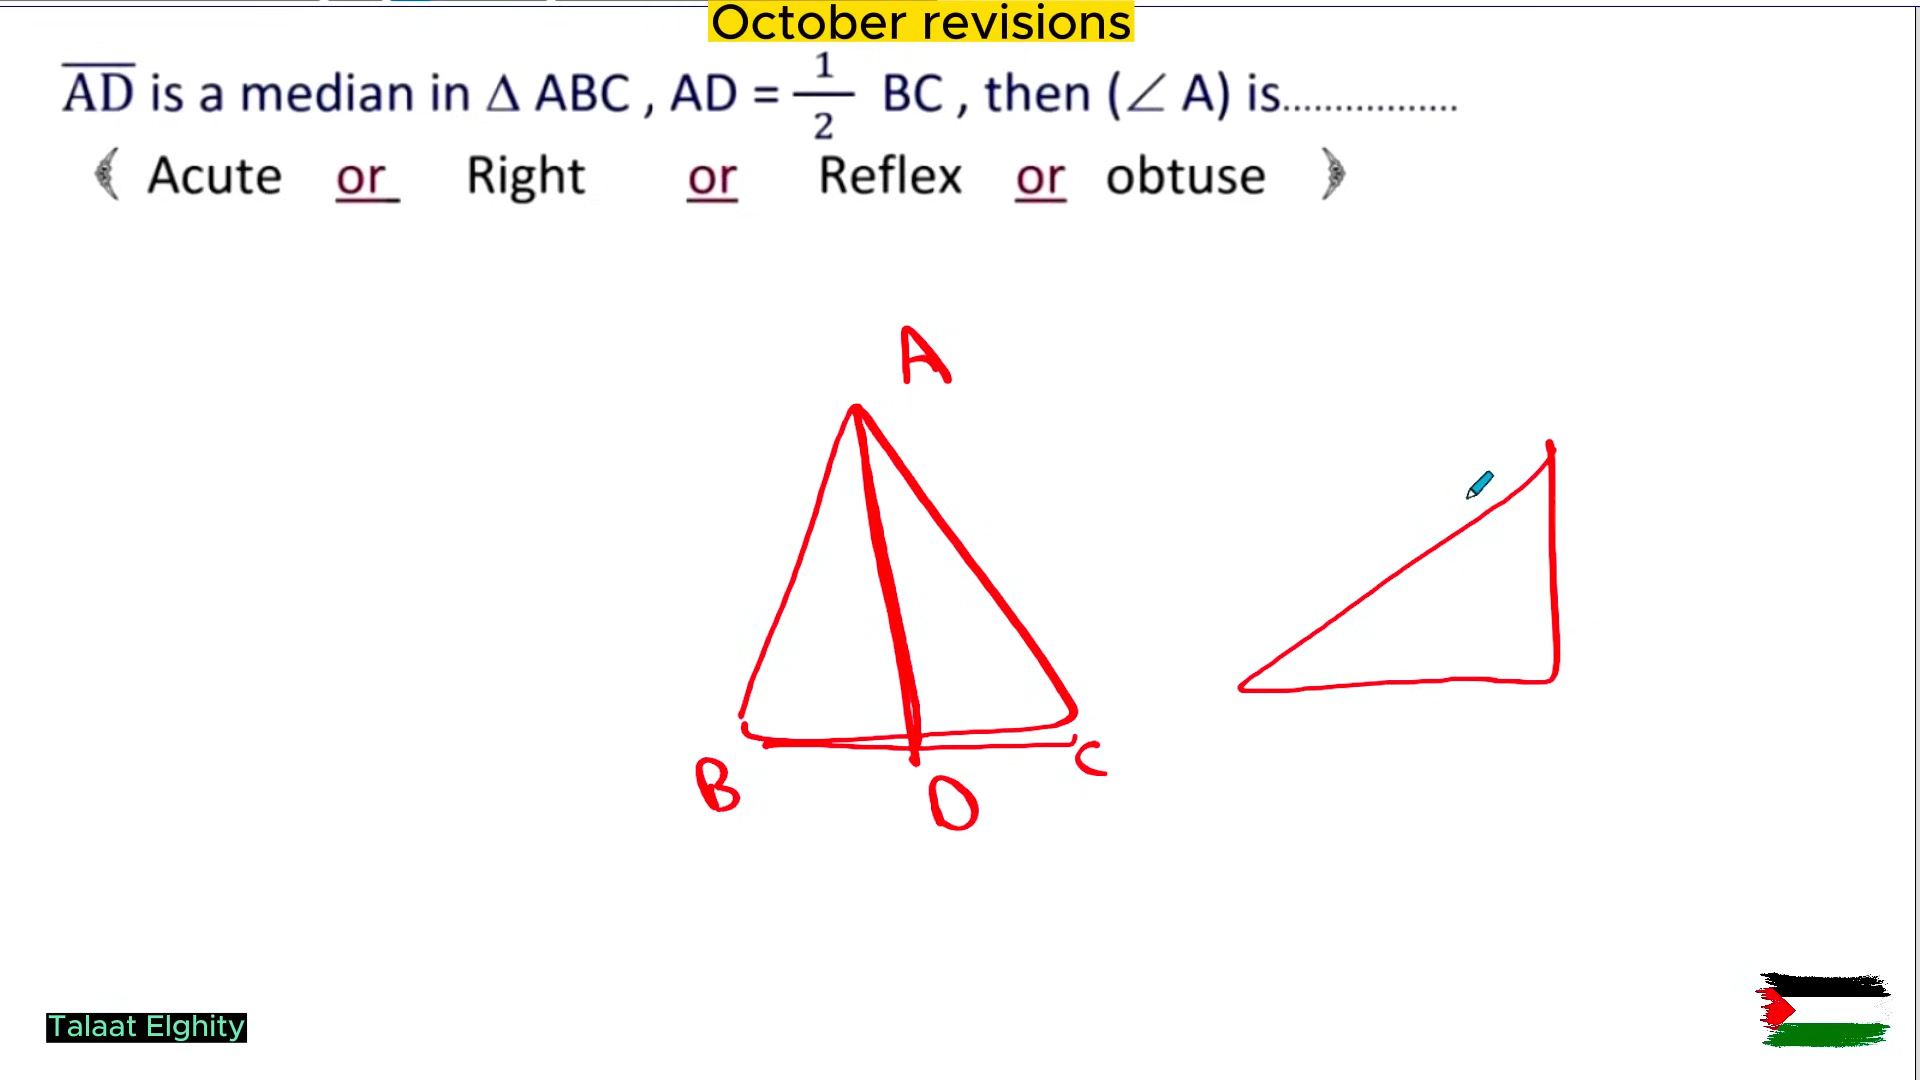 October revisions
AD is a median in Δ ABC , AD = 1/2 BC , then (∠ A) is.................
Acute or Right or Reflex or obtuse
A
B
D
C
Talaat Elghity